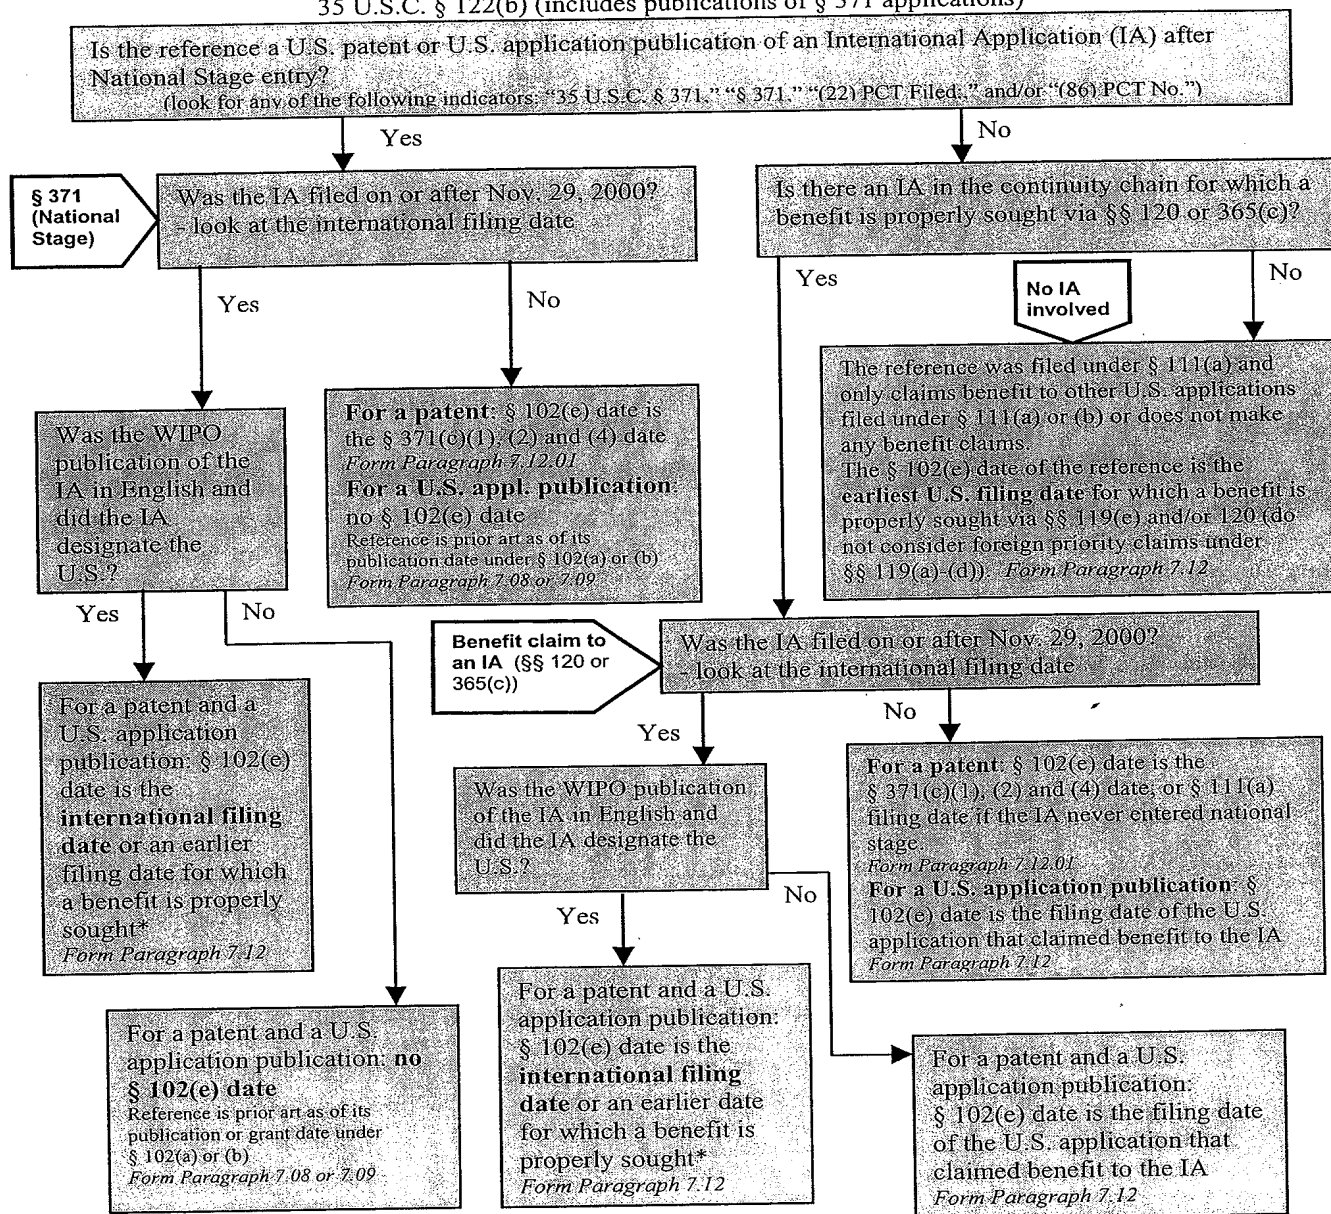 35 U.S.C. § 122(b) (includes publications of § 371 applications)
Is the reference a U.S. patent or U.S. application publication of an International Application (IA) after
National Stage entry?
(look for any of the following indicators: "35 U.S.C. § 371," "§ 371," "(22) PCT Filed:," and/or "(86) PCT No.")
Yes
No
§ 371
(National
Stage)
Was the IA filed on or after Nov. 29, 2000?
- look at the international filing date
Is there an IA in the continuity chain for which a
benefit is properly sought via §§ 120 or 365(c)?
Yes
No
Yes
No
No IA
involved
Was the WIPO
publication of the
IA in English and
did the IA
designate the
U.S.?
For a patent: § 102(e) date is
the § 371(c)(1), (2) and (4) date
Form Paragraph 7.12.01
For a U.S. appl. publication:
no § 102(e) date
Reference is prior art as of its
publication date under § 102(a) or (b)
Form Paragraph 7.08 or 7.09
The reference was filed under § 111(a) and
only claims benefit to other U.S. applications
filed under § 111(a) or (b) or does not make
any benefit claims.
The § 102(e) date of the reference is the
earliest U.S. filing date for which a benefit is
properly sought via §§ 119(e) and/or 120 (do
not consider foreign priority claims under
§§ 119(a)-(d)). Form Paragraph 7.12
Yes
No
Benefit claim to
an IA (§§ 120 or
365(c))
Was the IA filed on or after Nov. 29, 2000?
- look at the international filing date
Yes
No
For a patent and a
U.S. application
publication: § 102(e)
date is the
international filing
date or an earlier
filing date for which
a benefit is properly
sought*
Form Paragraph 7.12
Was the WIPO publication
of the IA in English and
did the IA designate the
U.S.?
For a patent: § 102(e) date is the
§ 371(c)(1), (2) and (4) date, or § 111(a)
filing date if the IA never entered national
stage
Form Paragraph 7.12.01
For a U.S. application publication: §
102(e) date is the filing date of the U.S.
application that claimed benefit to the IA
Form Paragraph 7.12
Yes
No
For a patent and a U.S.
application publication: no
§ 102(e) date
Reference is prior art as of its
publication or grant date under
§ 102(a) or (b)
Form Paragraph 7.08 or 7.09
For a patent and a U.S.
application publication:
§ 102(e) date is the
international filing
date or an earlier date
for which a benefit is
properly sought*
Form Paragraph 7.12
For a patent and a U.S.
application publication:
§ 102(e) date is the filing date
of the U.S. application that
claimed benefit to the IA
Form Paragraph 7.12